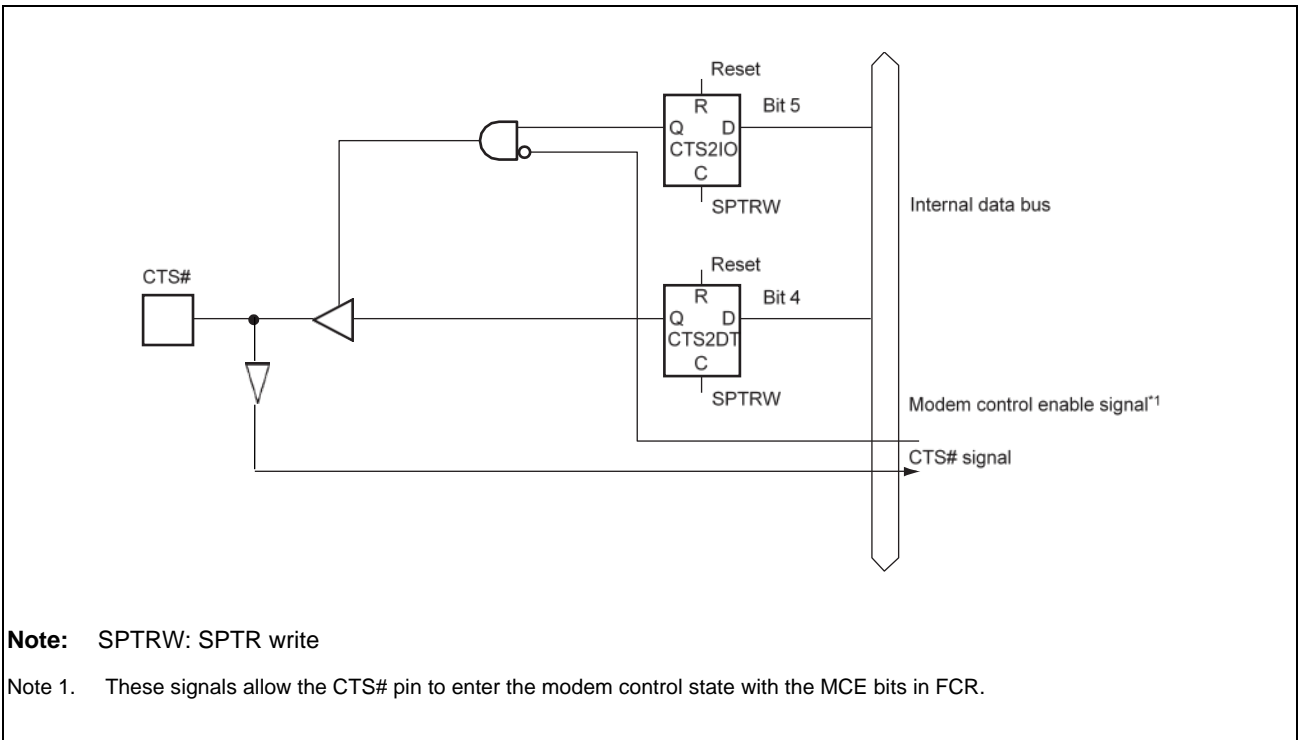 Reset
R Bit 5
Q D
CTS2IO
C
SPTRW
Internal data bus
CTS#
Reset
R Bit 4
Q D
CTS2DT
C
SPTRW
Modem control enable signal*1
CTS# signal
Note: SPTRW: SPTR write
Note 1. These signals allow the CTS# pin to enter the modem control state with the MCE bits in FCR.